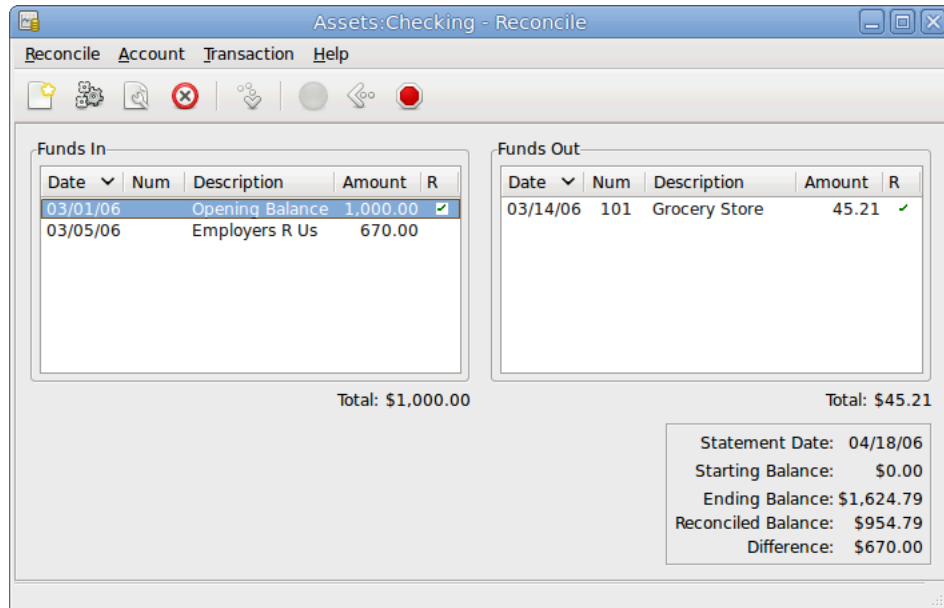 Assets:Checking - Reconcile
Reconcile Account Transaction Help
Funds In
Date Num Description Amount R
03/01/06 Opening Balance 1,000.00
03/05/06 Employers R Us 670.00
Total: $1,000.00
Funds Out
Date Num Description Amount R
03/14/06 101 Grocery Store 45.21
Total: $45.21
Statement Date: 04/18/06
Starting Balance: $0.00
Ending Balance: $1,624.79
Reconciled Balance: $954.79
Difference: $670.00